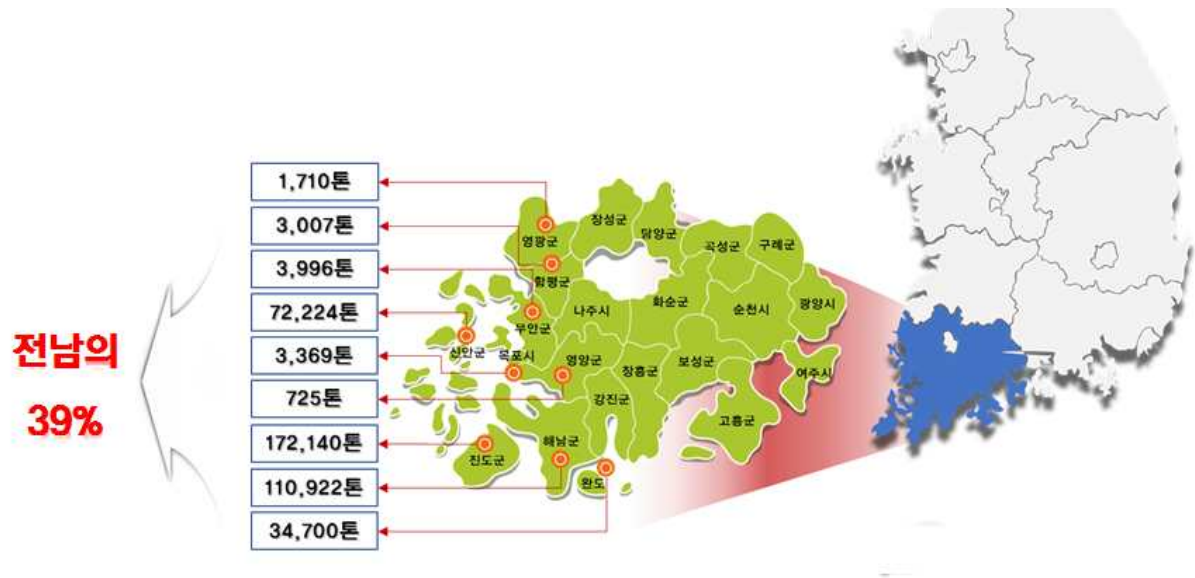 1,710톤
3,007톤
3,996톤
72,224톤
3,369톤
725톤
172,140톤
110,922톤
34,700톤
전남의
39%
장성군
담양군
영광군
곡성군
구례군
함평군
나주시
화순군
순천시
광양시
무안군
신안군
목포시
영양군
장흥군
보성군
여주시
강진군
고흥군
해남군
진도군
완도